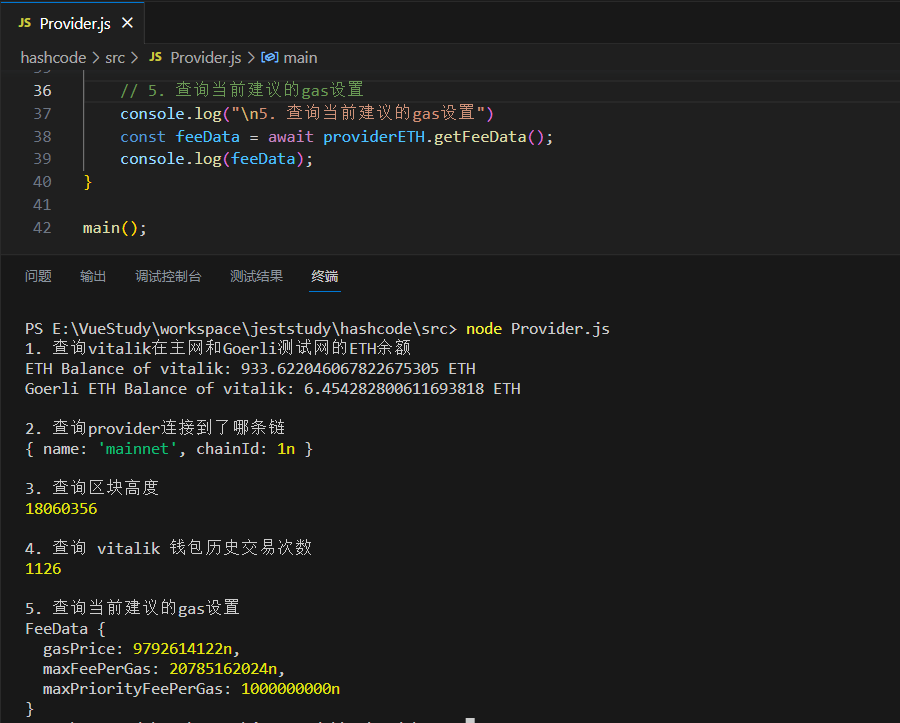 JS Provider.js ×
hashcode > src > JS Provider.js > main
36 // 5. 查询当前建议的gas设置
37 console.log("\n5. 查询当前建议的gas设置")
38 const feeData = await providerETH.getFeeData();
39 console.log(feeData);
40 }
41
42 main();
问题 输出 调试控制台 测试结果 终端
PS E:\VueStudy\workspace\jeststudy\hashcode\src> node Provider.js
1. 查询vitalik在主网和Goerli测试网的ETH余额
ETH Balance of vitalik: 933.622046067822675305 ETH
Goerli ETH Balance of vitalik: 6.454282800611693818 ETH
2. 查询provider连接到了哪条链
{ name: 'mainnet', chainId: 1n }
3. 查询区块高度
18060356
4. 查询 vitalik 钱包历史交易次数
1126
5. 查询当前建议的gas设置
FeeData {
gasPrice: 9792614122n,
maxFeePerGas: 20785162024n,
maxPriorityFeePerGas: 1000000000n
}